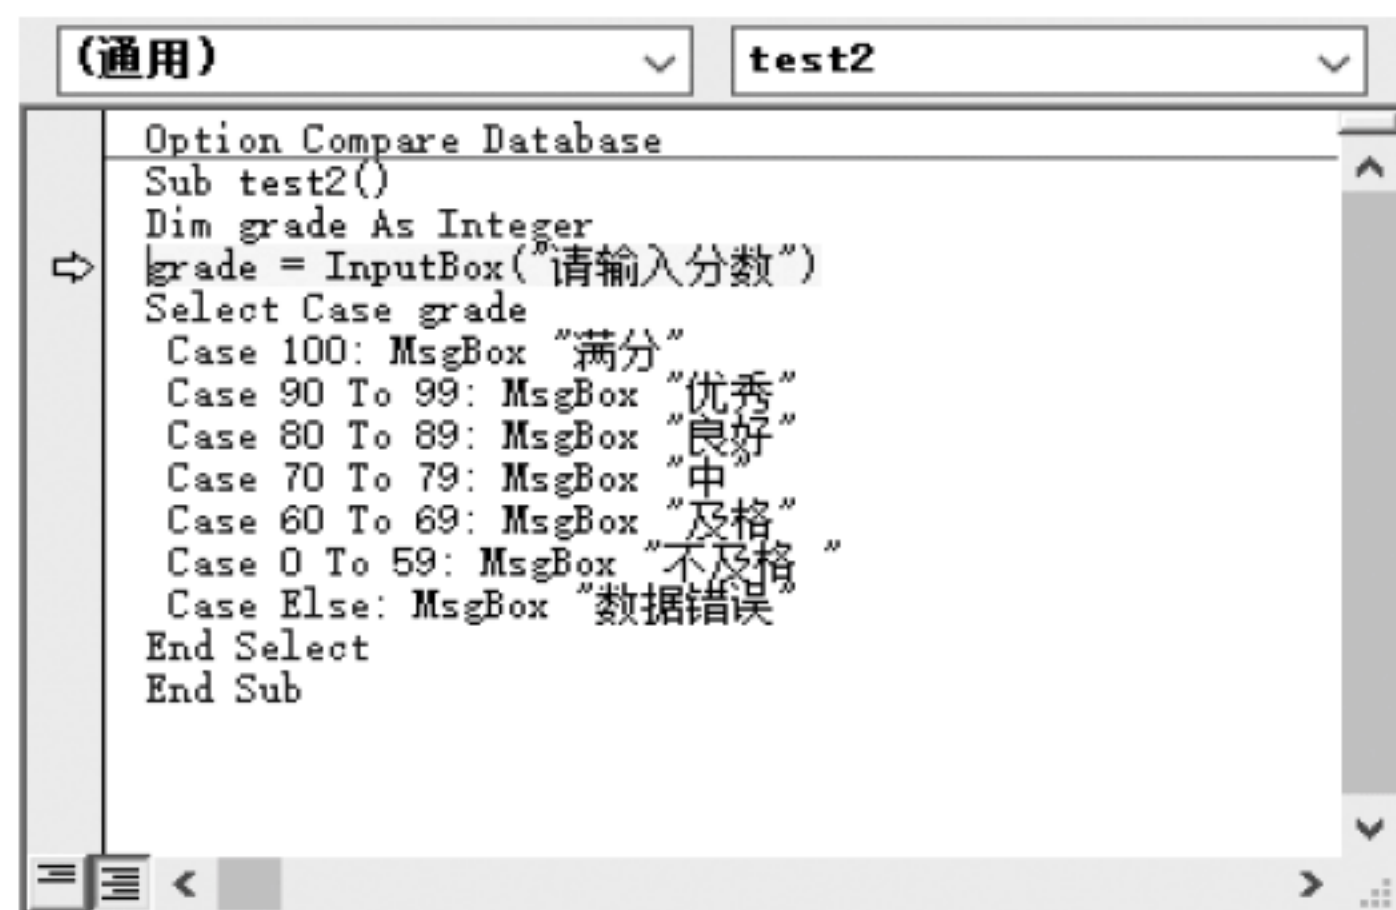 (通用) test2
Option Compare Database
Sub test2()
Dim grade As Integer
grade = InputBox("请输入分数")
Select Case grade
Case 100: MsgBox "满分"
Case 90 To 99: MsgBox "优秀"
Case 80 To 89: MsgBox "良好"
Case 70 To 79: MsgBox "中"
Case 60 To 69: MsgBox "及格"
Case 0 To 59: MsgBox "不及格 "
Case Else: MsgBox "数据错误"
End Select
End Sub